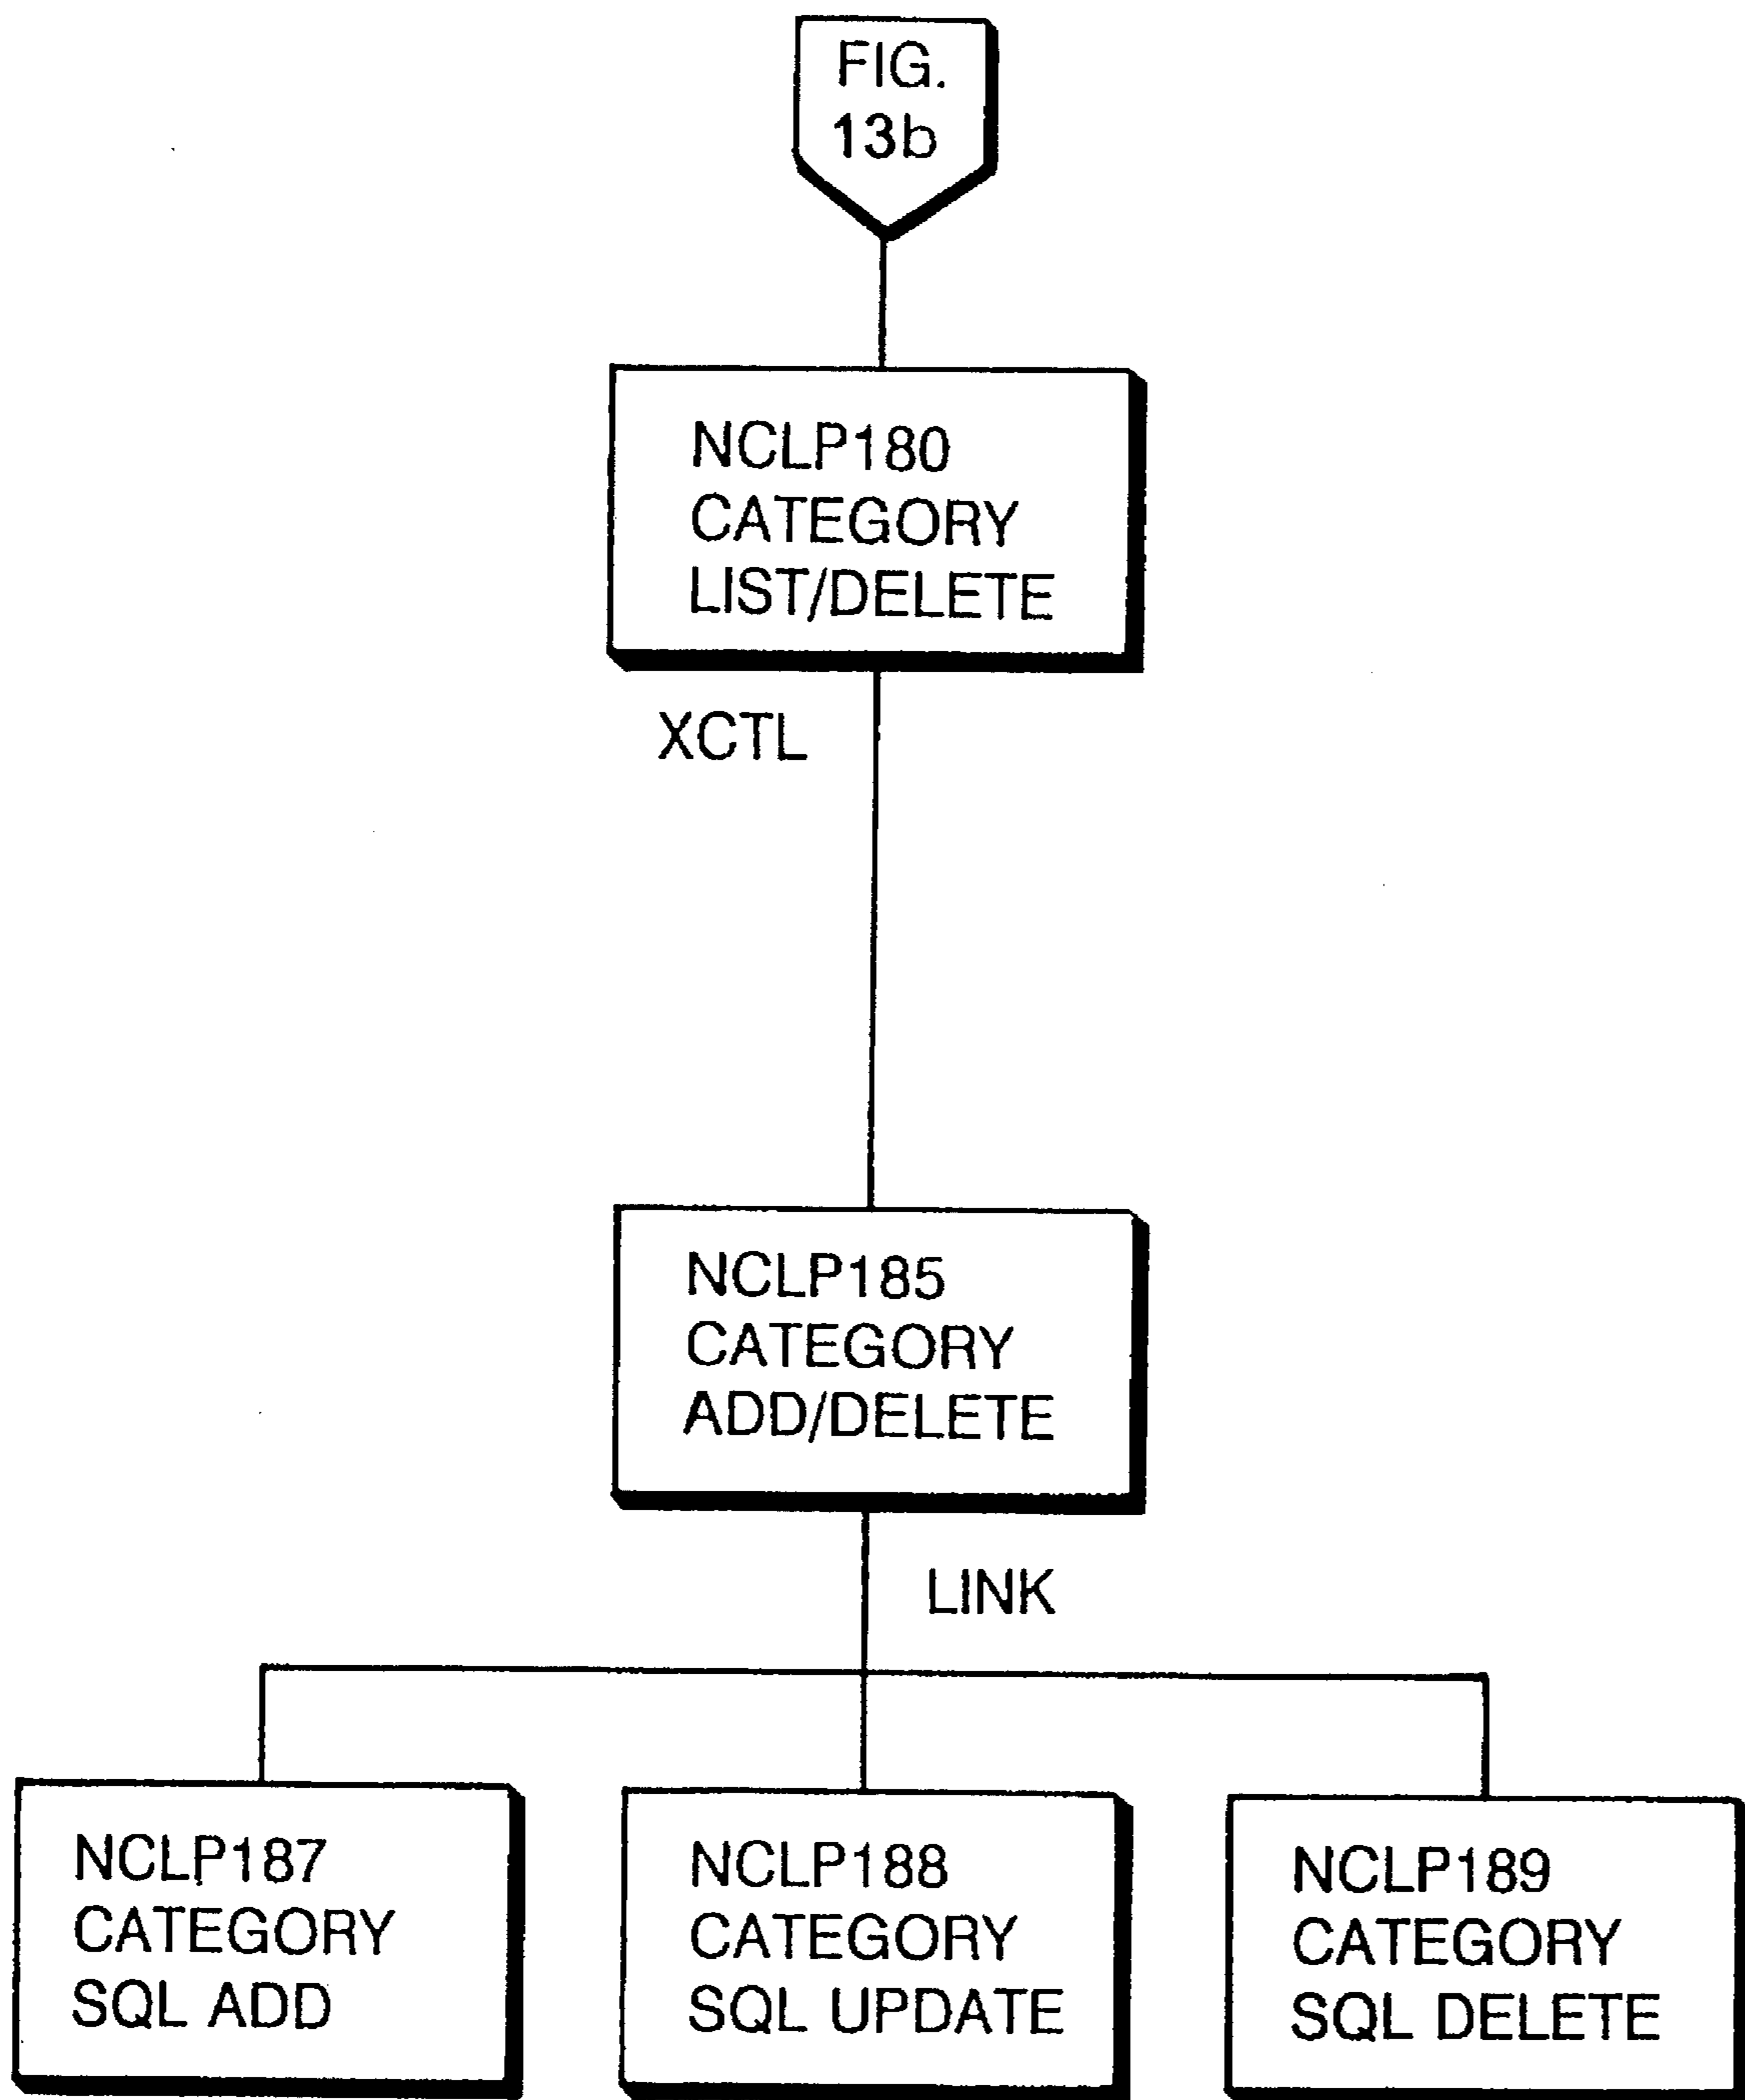 FIG.
13b
NCLP180
CATEGORY
LIST/DELETE
XCTL
NCLP185
CATEGORY
ADD/DELETE
LINK
NCLP187
CATEGORY
SQL ADD
NCLP188
CATEGORY
SQL UPDATE
NCLP189
CATEGORY
SQL DELETE